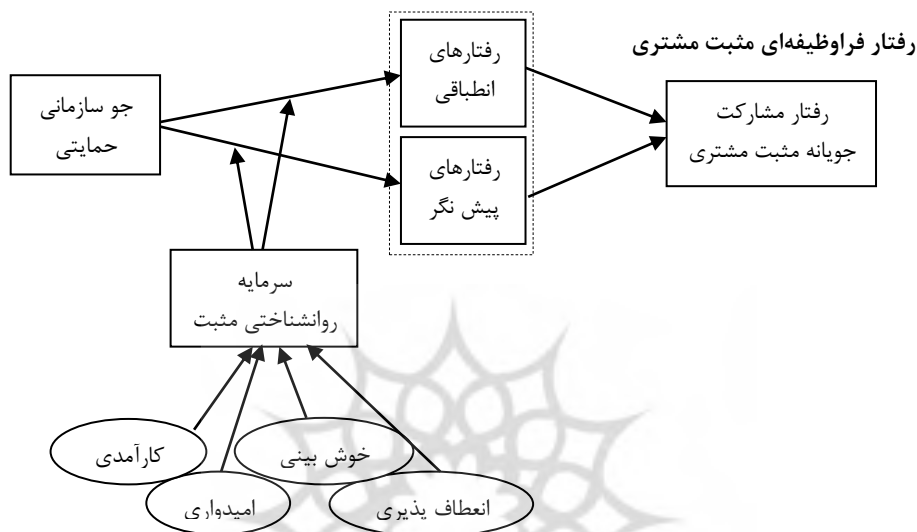 رفتار فراوظیفه‌ای مثبت مشتری
جو سازمانی
حمایتی
رفتارهای
انطباقی
رفتارهای
پیش نگر
رفتار مشارکت
جویانه مثبت مشتری
سرمایه
روانشناختی مثبت
کارآمدی
امیدواری
خوش بینی
انعطاف پذیری